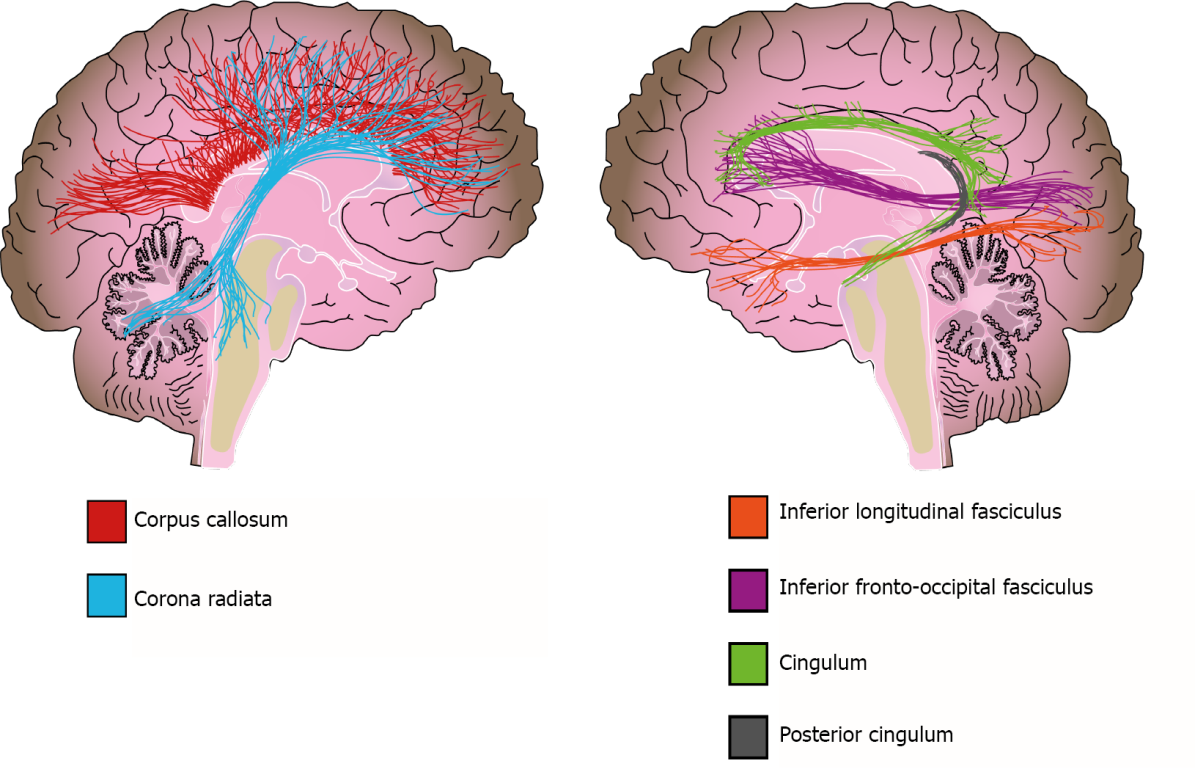 Corpus callosum
Corona radiata
Inferior longitudinal fasciculus
Inferior fronto-occipital fasciculus
Cingulum
Posterior cingulum